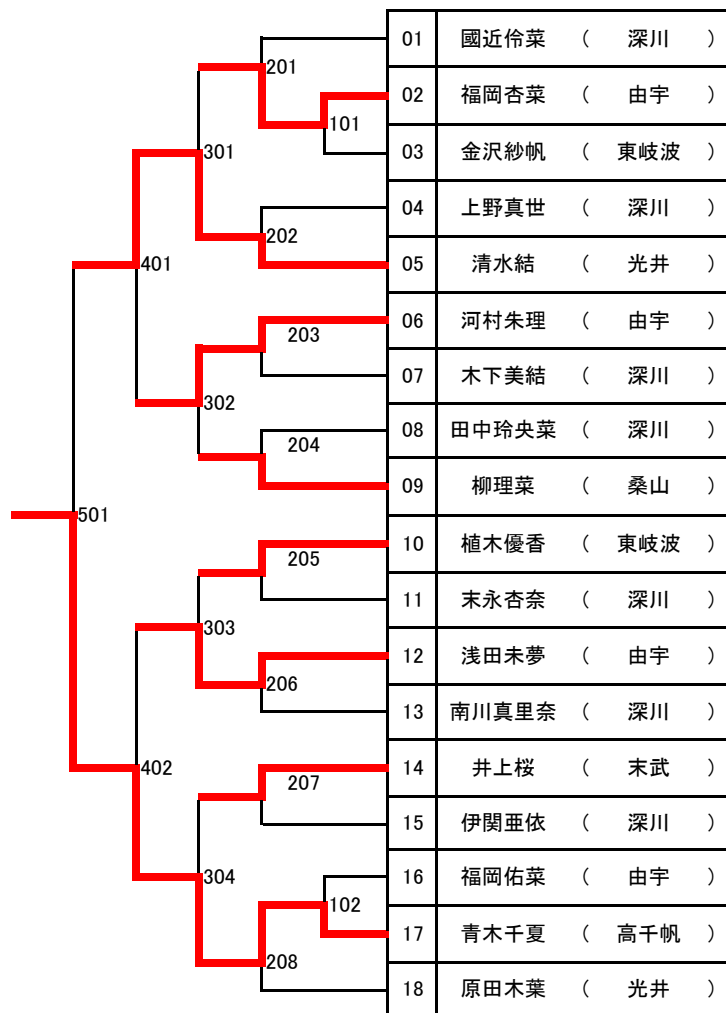 01 國近伶菜 （ 深川 ）
201
02 福岡杏菜 （ 由宇 ）
101
03 金沢紗帆 （ 東岐波 ）
301
04 上野真世 （ 深川 ）
202
05 清水結 （ 光井 ）
401
06 河村朱理 （ 由宇 ）
203
07 木下美結 （ 深川 ）
302
08 田中玲央菜 （ 深川 ）
204
09 柳理菜 （ 桑山 ）
501
10 植木優香 （ 東岐波 ）
205
11 末永杏奈 （ 深川 ）
303
12 浅田未夢 （ 由宇 ）
206
13 南川真里奈 （ 深川 ）
402
14 井上桜 （ 末武 ）
207
15 伊関亜依 （ 深川 ）
304
16 福岡佑菜 （ 由宇 ）
102
17 青木千夏 （ 高千帆 ）
208
18 原田木葉 （ 光井 ）